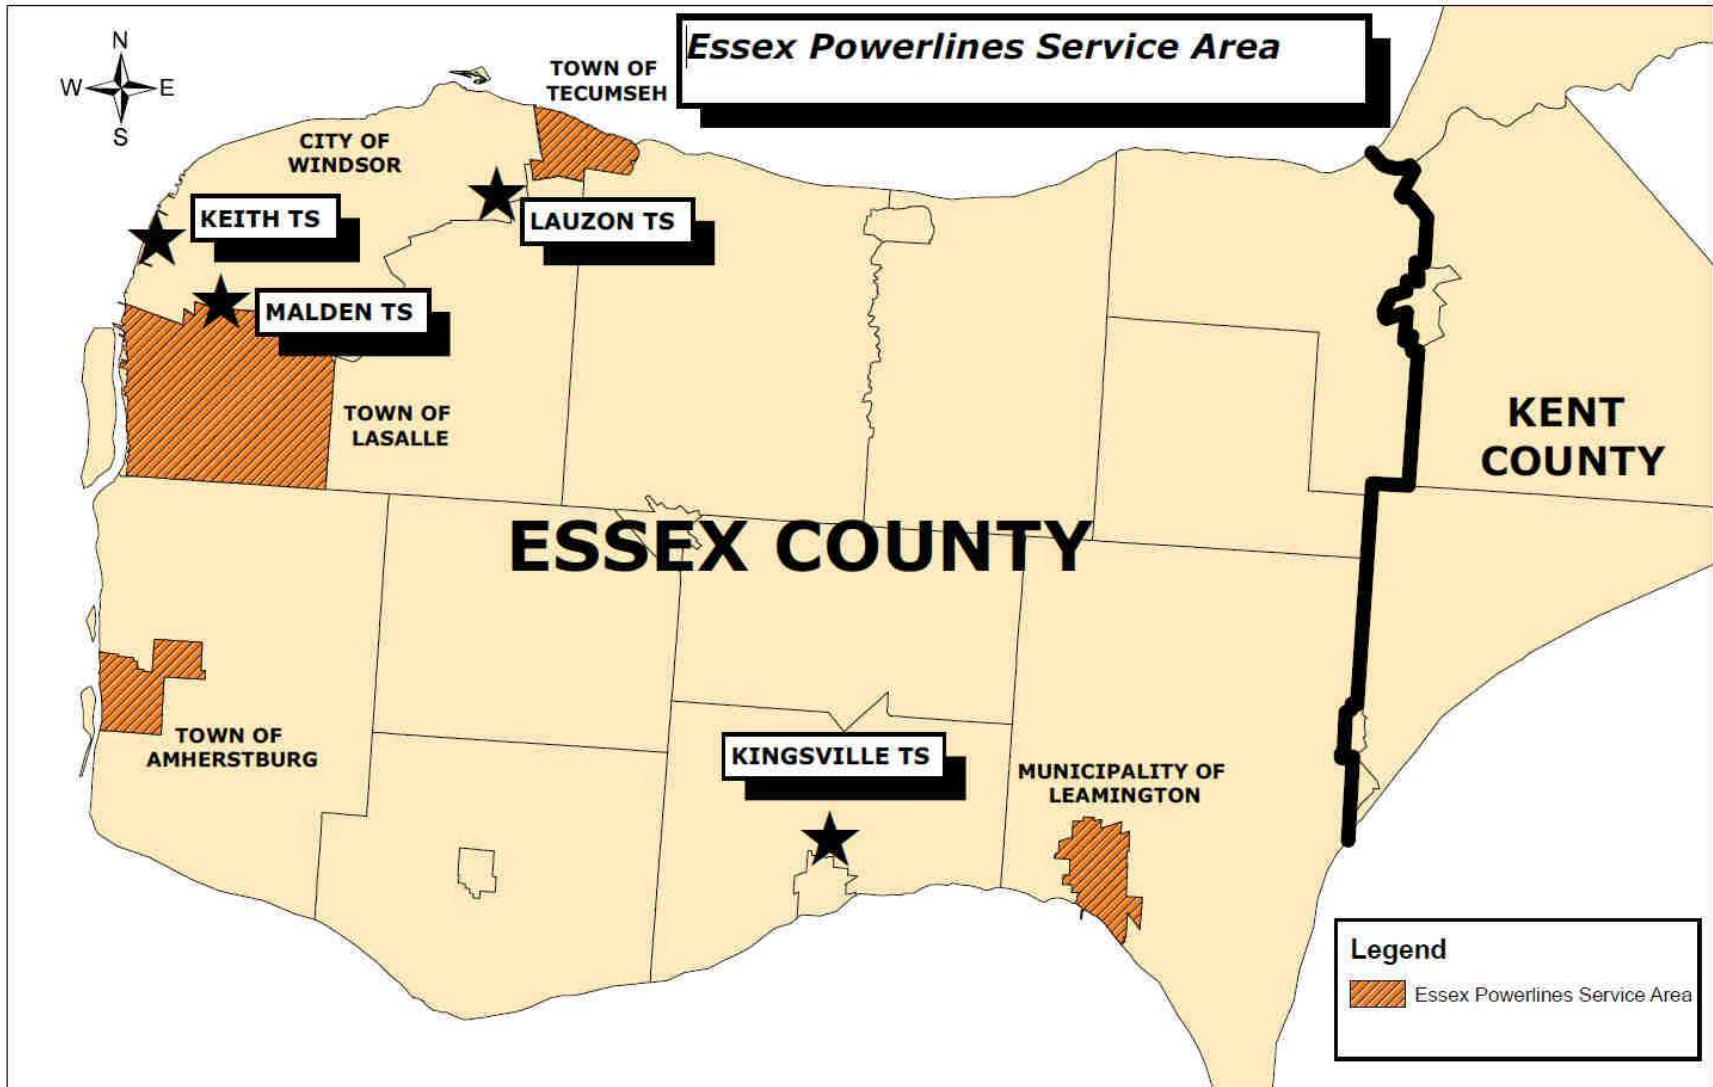 Essex Powerlines Service Area
N
W
E
S
TOWN OF
TECUMSEH
CITY OF
WINDSOR
KEITH TS
LAUZON TS
MALDEN TS
TOWN OF
LASALLE
KENT
COUNTY
ESSEX COUNTY
TOWN OF
AMHERSTBURG
KINGSVILLE TS
MUNICIPALITY OF
LEAMINGTON
Legend
Essex Powerlines Service Area